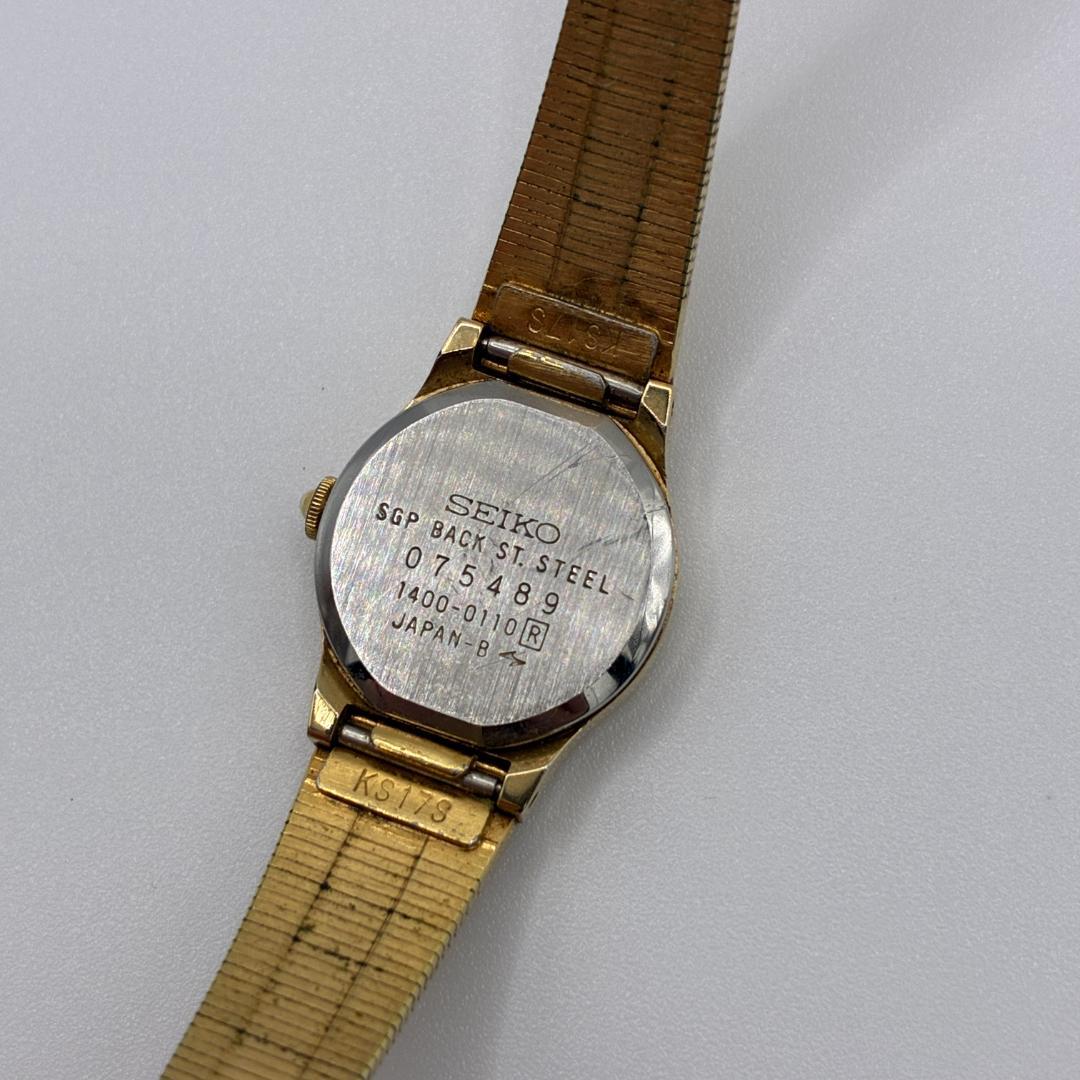 KS17S
SEIKO
SGP BACK ST. STEEL
075489
1400-0110 R
JAPAN-B
KS17S